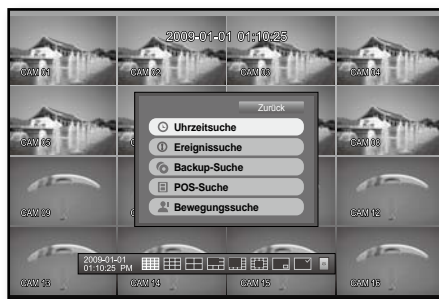 2009-01-01 01:10:25
CAM 01
CAM 02
CAM 03
CAM 04
Zurück
Uhrzeitsuche
CAM 05
Ereignissuche
Backup-Suche
POS-Suche
CAM 09
Bewegungssuche
CAM 12
2009-01-01
01:10:25 PM
CAM 13
CAM 14
CAM 15
CAM 16